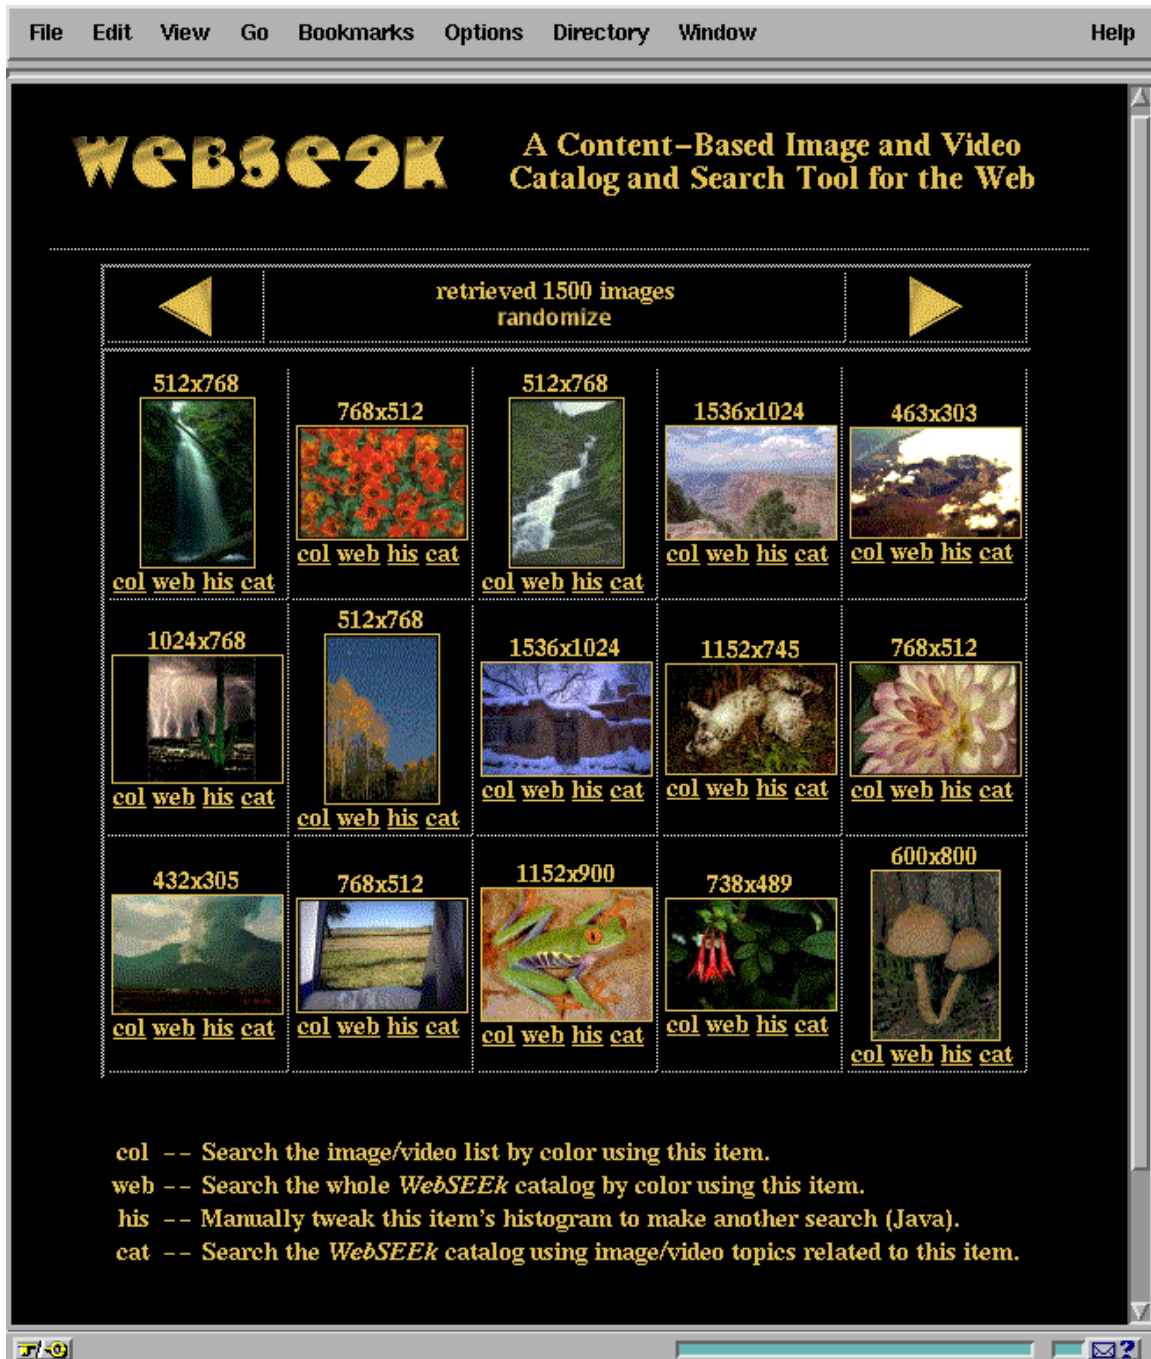 File Edit View Go Bookmarks Options Directory Window Help
WEBSEEK
A Content-Based Image and Video
Catalog and Search Tool for the Web
retrieved 1500 images
randomize
512x768
768x512
512x768
1536x1024
463x303
col web his cat
col web his cat
col web his cat
col web his cat
col web his cat
1024x768
512x768
1536x1024
1152x745
768x512
col web his cat
col web his cat
col web his cat
col web his cat
col web his cat
432x305
768x512
1152x900
738x489
600x800
col web his cat
col web his cat
col web his cat
col web his cat
col web his cat
col -- Search the image/video list by color using this item.
web -- Search the whole WebSEEk catalog by color using this item.
his -- Manually tweak this item's histogram to make another search (Java).
cat -- Search the WebSEEk catalog using image/video topics related to this item.
?